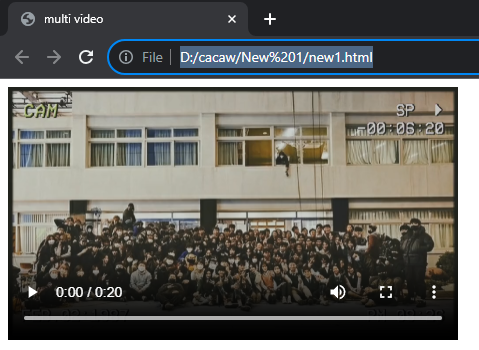 multi video
File | D:/cacaw/New%201/new1.html
CAM
SP
-00:06:20
0:00 / 0:20